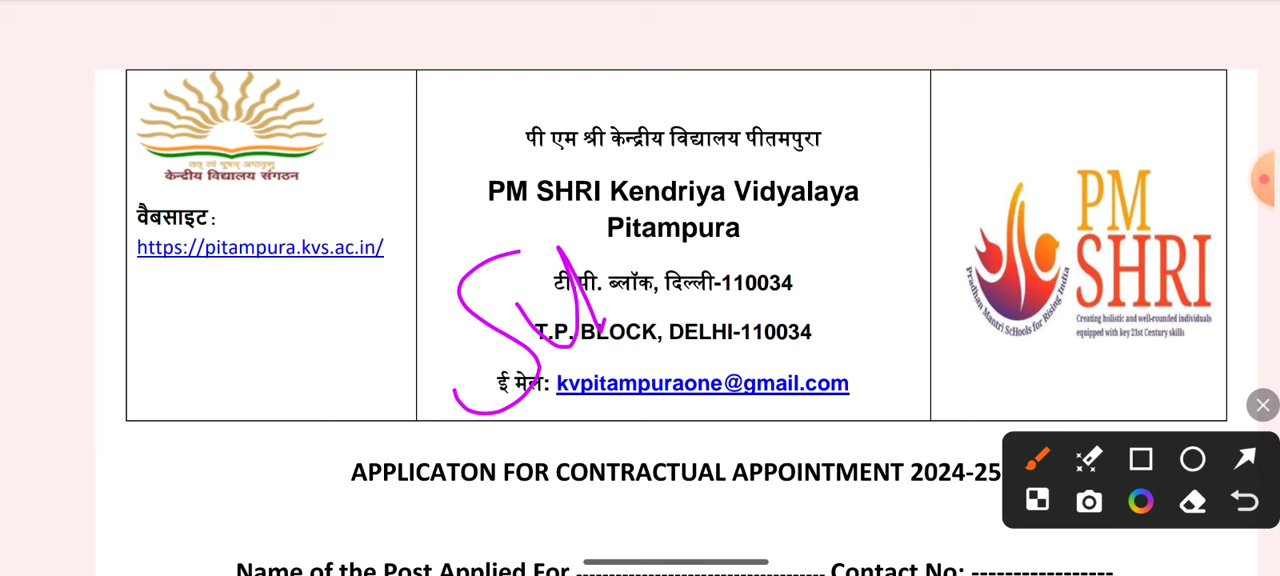 तत् त्वं पूषन् अपावृणु
केन्द्रीय विद्यालय संगठन
वैबसाइट:
https://pitampura.kvs.ac.in/
पी एम श्री केन्द्रीय विद्यालय पीतमपुरा
PM SHRI Kendriya Vidyalaya
Pitampura
टी.पी. ब्लॉक, दिल्ली-110034
T.P. BLOCK, DELHI-110034
ई मेल: kvpitampuraone@gmail.com
PM
SHRI
Pradhan Mantri ScHools for Rising India
Creating holistic and well-rounded individuals
equipped with key 21st Century skills
APPLICATON FOR CONTRACTUAL APPOINTMENT 2024-25
Name of the Post Applied For ------------------------------------ Contact No: -----------------